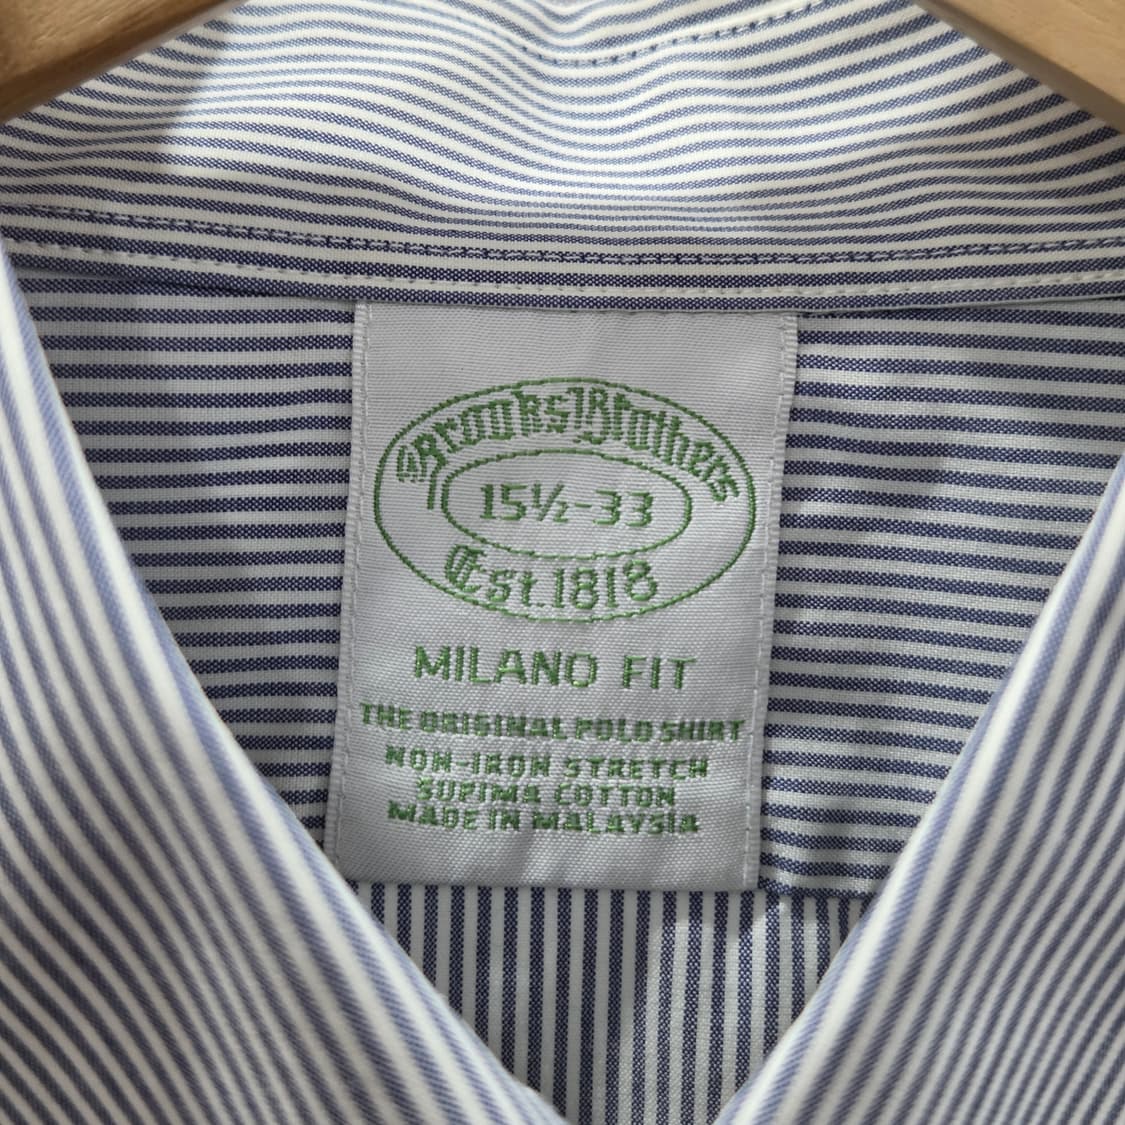 Brooks Brothers
15½-33
Est.1818
MILANO FIT
THE ORIGINAL POLO SHIRT
NON-IRON STRETCH
SUPIMA COTTON
MADE IN MALAYSIA